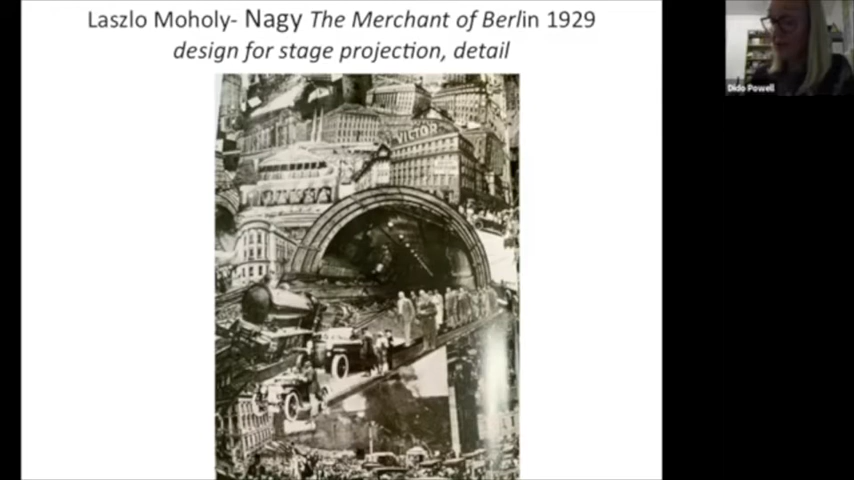 Laszlo Moholy- Nagy The Merchant of Berlin 1929
design for stage projection, detail
VICTOR
Dido Powell